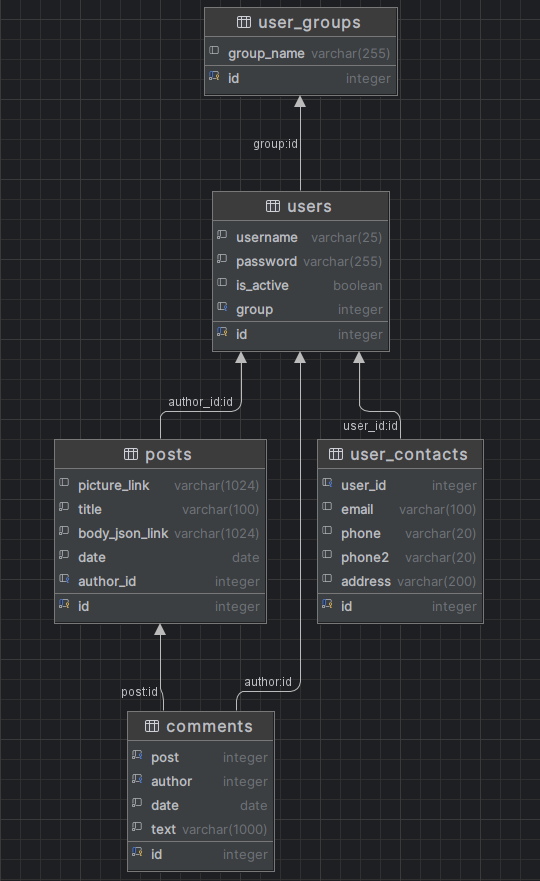 user_groups
group_name varchar(255)
id integer
group:id
users
username varchar(25)
password varchar(255)
is_active boolean
group integer
id integer
author_id:id
user_id:id
posts
picture_link varchar(1024)
title varchar(100)
body_json_link varchar(1024)
date date
author_id integer
id integer
user_contacts
user_id integer
email varchar(100)
phone varchar(20)
phone2 varchar(20)
address varchar(200)
id integer
post:id
author:id
comments
post integer
author integer
date date
text varchar(1000)
id integer